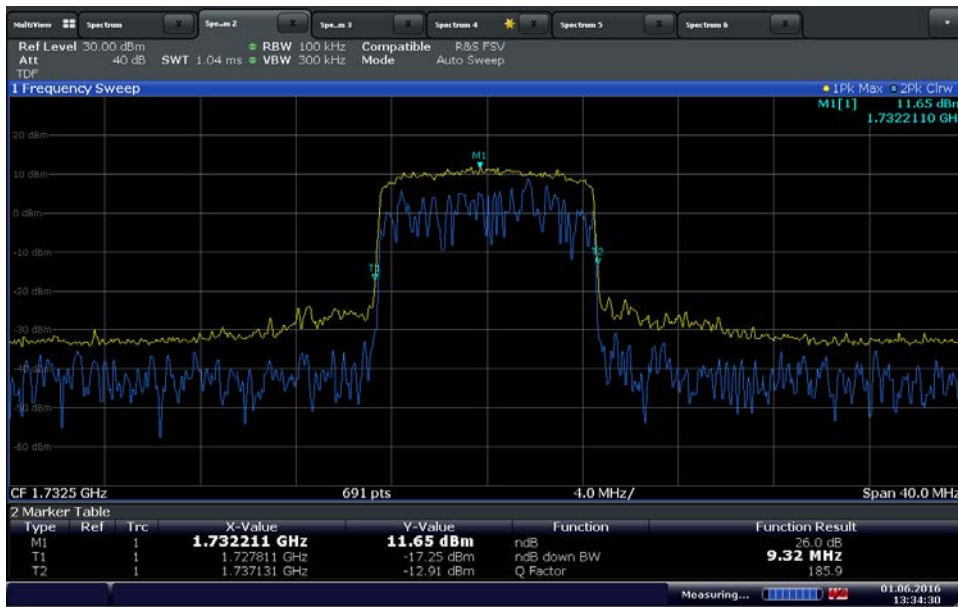 MultiView Spectrum X Spe...m 2 X Spe...m 3 X Spectrum 4 X Spectrum 5 X Spectrum 6 X
Ref Level 30.00 dBm RBW 100 kHz Compatible R&S FSV
Att 40 dB SWT 1.04 ms VBW 300 kHz Mode Auto Sweep
TDF
1 Frequency Sweep 1Pk Max 2Pk Clrw
M1[1] 11.65 dBm
1.7322110 GH
20 dBm
M1
10 dBm
0 dBm
-10 dBm
T1
T2
-20 dBm
-30 dBm
-40 dBm
-50 dBm
-60 dBm
CF 1.7325 GHz 691 pts 4.0 MHz/ Span 40.0 MHz
2 Marker Table
Type Ref Trc X-Value Y-Value Function Function Result
M1 1 1.732211 GHz 11.65 dBm ndB 26.0 dB
T1 1 1.727811 GHz -17.25 dBm ndB down BW 9.32 MHz
T2 1 1.737131 GHz -12.91 dBm Q Factor 185.9
Measuring... 01.06.2016
13:34:30